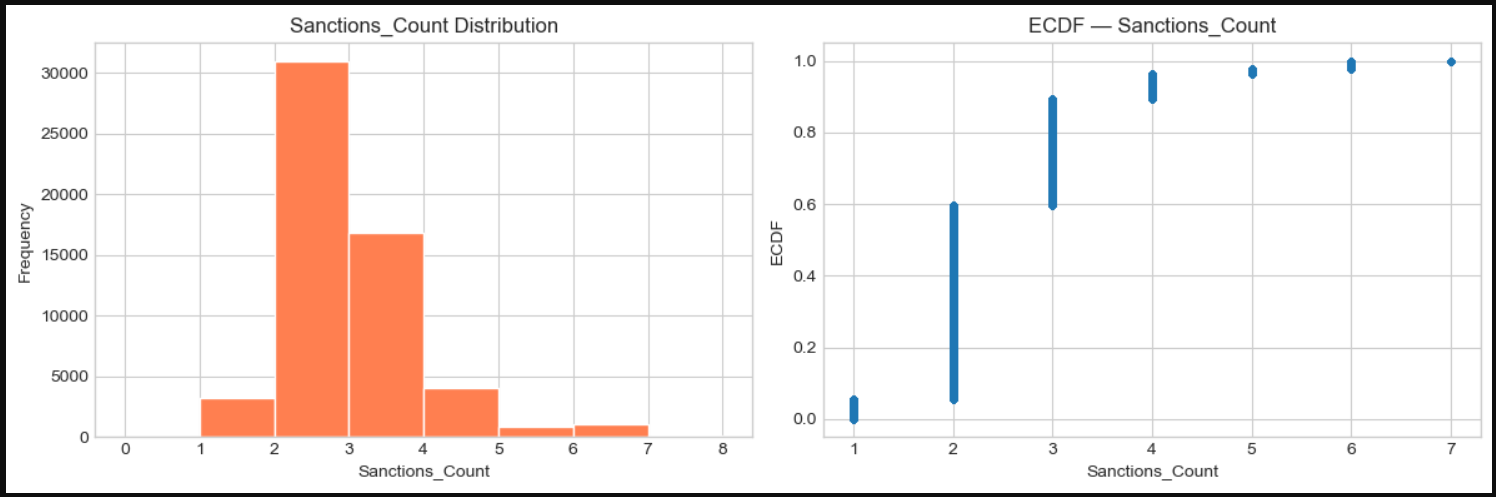 Sanctions_Count Distribution
30000
25000
20000
15000
10000
5000
0
Frequency
0 1 2 3 4 5 6 7 8
Sanctions_Count
ECDF — Sanctions_Count
1.0
0.8
0.6
0.4
0.2
0.0
ECDF
1 2 3 4 5 6 7
Sanctions_Count